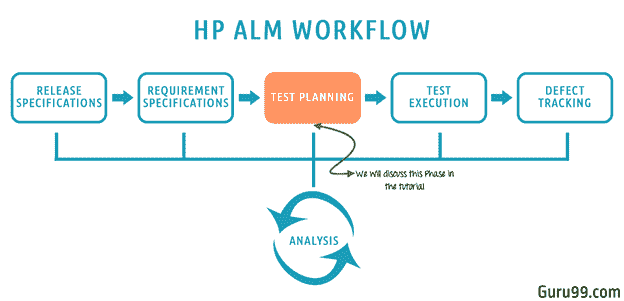 HP ALM WORKFLOW
RELEASE
SPECIFICATIONS
REQUIREMENT
SPECIFICATIONS
TEST PLANNING
TEST
EXECUTION
DEFECT
TRACKING
We Will discuss this Phase in
the tutorial
ANALYSIS
Guru99.com